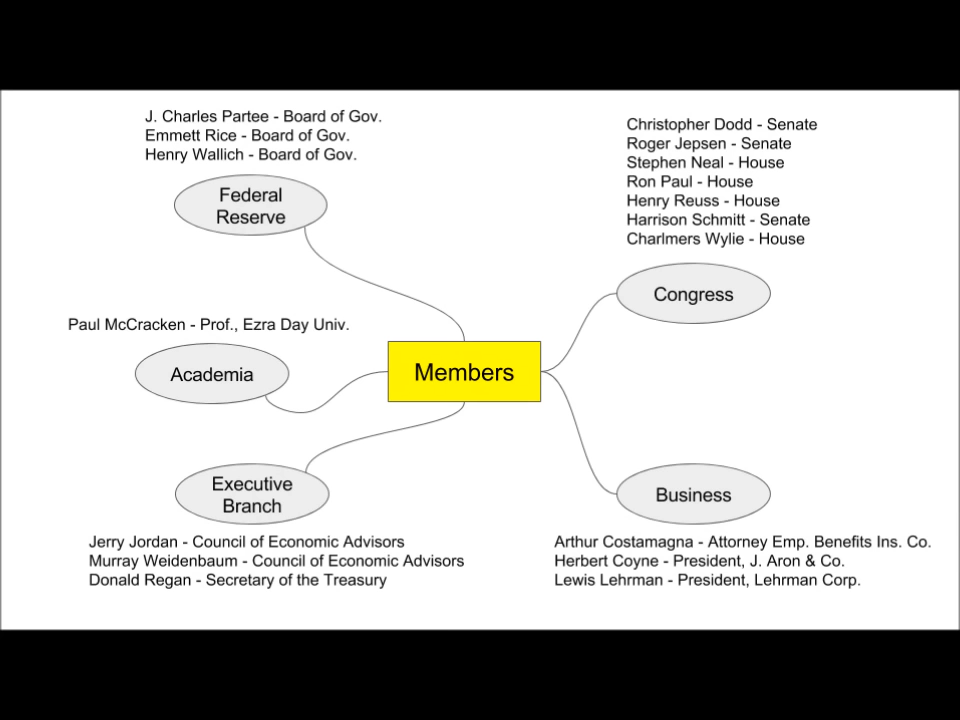 J. Charles Partee - Board of Gov.
Emmett Rice - Board of Gov.
Henry Wallich - Board of Gov.
Federal
Reserve
Christopher Dodd - Senate
Roger Jepsen - Senate
Stephen Neal - House
Ron Paul - House
Henry Reuss - House
Harrison Schmitt - Senate
Charlmers Wylie - House
Congress
Paul McCracken - Prof., Ezra Day Univ.
Academia
Members
Executive
Branch
Jerry Jordan - Council of Economic Advisors
Murray Weidenbaum - Council of Economic Advisors
Donald Regan - Secretary of the Treasury
Business
Arthur Costamagna - Attorney Emp. Benefits Ins. Co.
Herbert Coyne - President, J. Aron & Co.
Lewis Lehrman - President, Lehrman Corp.